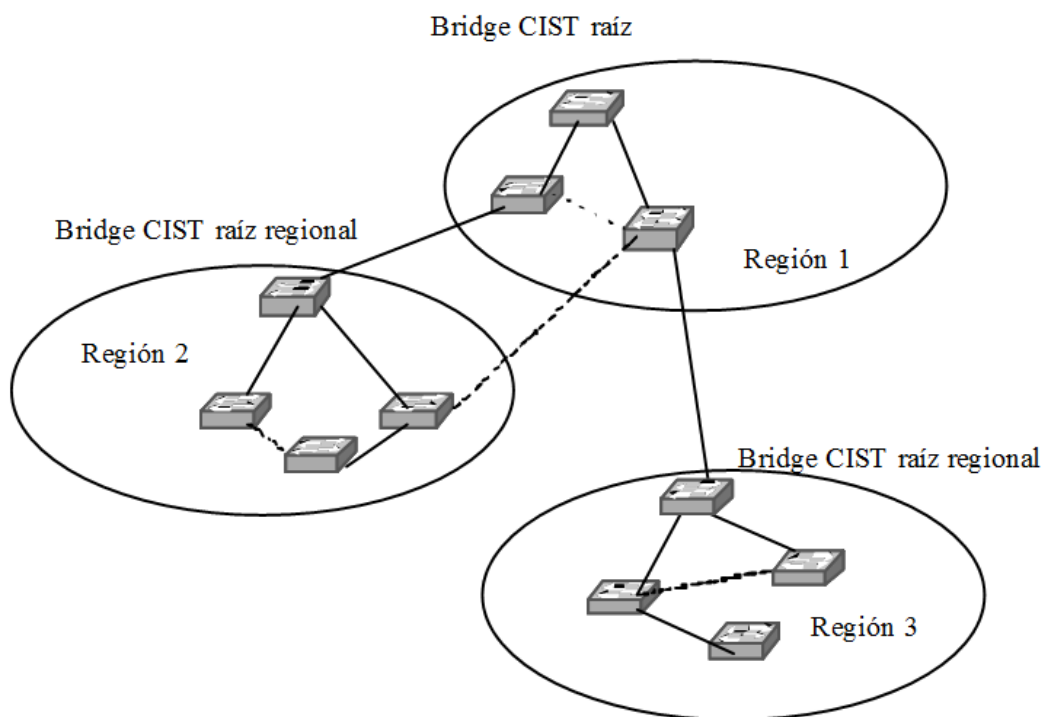 Bridge CIST raíz
Bridge CIST raíz regional
Región 1
Región 2
Bridge CIST raíz regional
Región 3